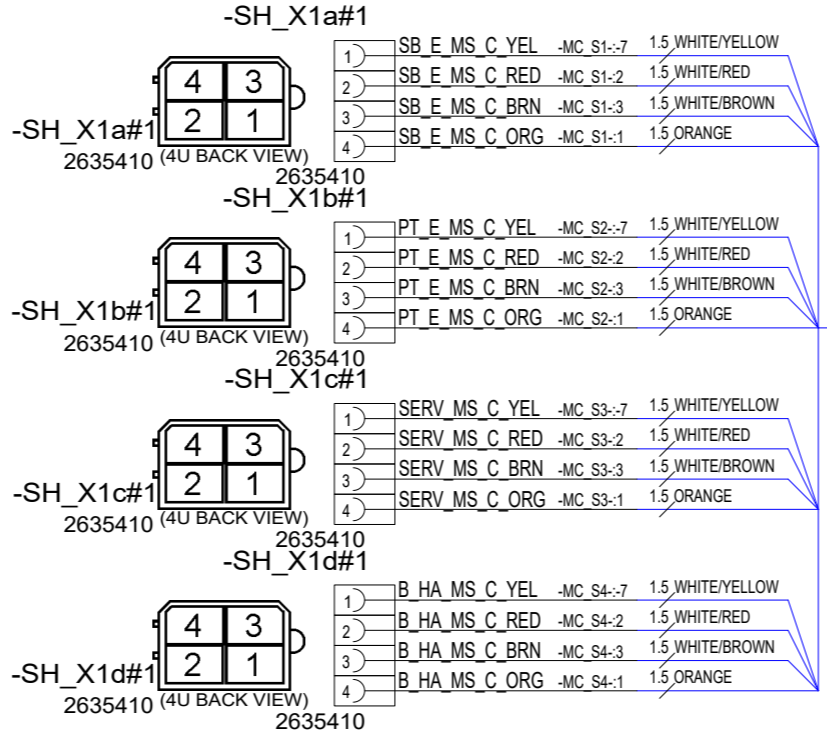 -SH_X1a#1
1 SB_E_MS_C_YEL -MC_S1-:-7 1.5 WHITE/YELLOW
2 SB_E_MS_C_RED -MC_S1-:2 1.5 WHITE/RED
3 SB_E_MS_C_BRN -MC_S1-:3 1.5 WHITE/BROWN
4 SB_E_MS_C_ORG -MC_S1-:1 1.5 ORANGE
4 3
2 1
-SH_X1a#1
2635410 (4U BACK VIEW)
2635410
-SH_X1b#1
1 PT_E_MS_C_YEL -MC_S2-:-7 1.5 WHITE/YELLOW
2 PT_E_MS_C_RED -MC_S2-:2 1.5 WHITE/RED
3 PT_E_MS_C_BRN -MC_S2-:3 1.5 WHITE/BROWN
4 PT_E_MS_C_ORG -MC_S2-:1 1.5 ORANGE
4 3
2 1
-SH_X1b#1
2635410 (4U BACK VIEW)
2635410
-SH_X1c#1
1 SERV_MS_C_YEL -MC_S3-:-7 1.5 WHITE/YELLOW
2 SERV_MS_C_RED -MC_S3-:2 1.5 WHITE/RED
3 SERV_MS_C_BRN -MC_S3-:3 1.5 WHITE/BROWN
4 SERV_MS_C_ORG -MC_S3-:1 1.5 ORANGE
4 3
2 1
-SH_X1c#1
2635410 (4U BACK VIEW)
2635410
-SH_X1d#1
1 B_HA_MS_C_YEL -MC_S4-:-7 1.5 WHITE/YELLOW
2 B_HA_MS_C_RED -MC_S4-:2 1.5 WHITE/RED
3 B_HA_MS_C_BRN -MC_S4-:3 1.5 WHITE/BROWN
4 B_HA_MS_C_ORG -MC_S4-:1 1.5 ORANGE
4 3
2 1
-SH_X1d#1
2635410 (4U BACK VIEW)
2635410